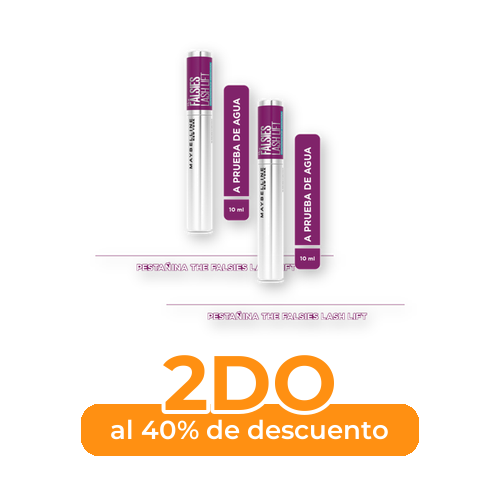 FALSIES
LASH LIFT
MAYBELLINE
A PRUEBA DE AGUA
10 ml
PESTAÑINA THE FALSIES LASH LIFT
FALSIES
LASH LIFT
MAYBELLINE
A PRUEBA DE AGUA
10 ml
PESTAÑINA THE FALSIES LASH LIFT
2DO
al 40% de descuento